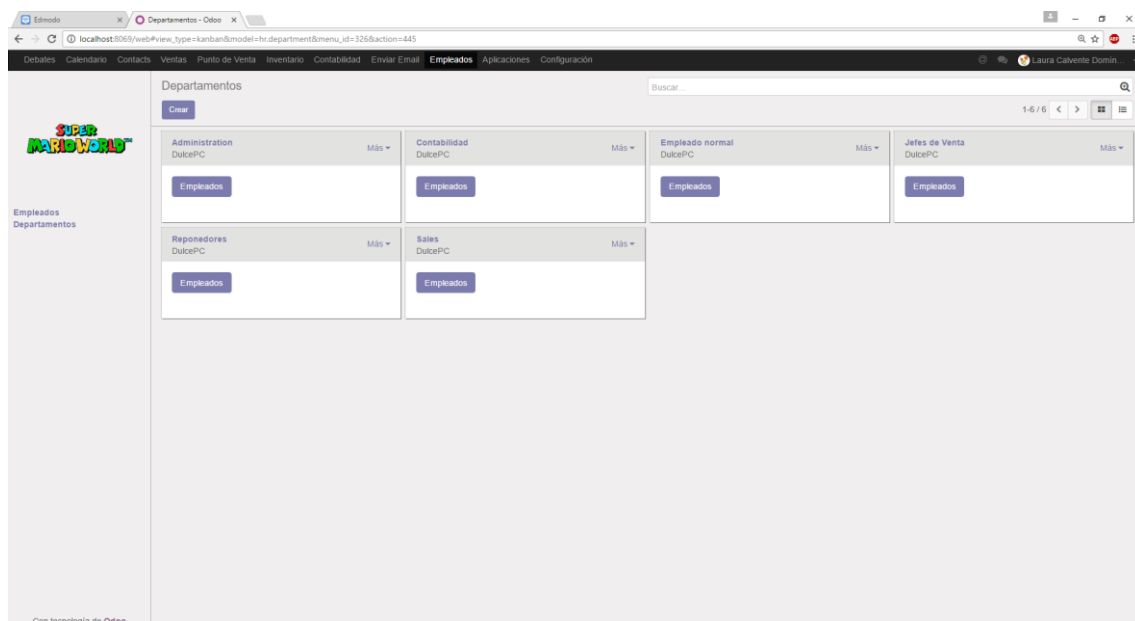 Edmodo
Departamentos - Odoo
localhost:8069/web#view_type=kanban&model=hr.department&menu_id=326&action=445
Debates Calendario Contacts Ventas Punto de Venta Inventario Contabilidad Enviar Email Empleados Aplicaciones Configuración
Laura Calvente Domín...
SUPER
MARIO WORLD
Empleados
Departamentos
Departamentos
Buscar...
Crear
1-6 / 6
Administration Más
DulcePC
Empleados
Contabilidad Más
DulcePC
Empleados
Empleado normal Más
DulcePC
Empleados
Jefes de Venta Más
DulcePC
Empleados
Reponedores Más
DulcePC
Empleados
Sales Más
DulcePC
Empleados
Con tecnología de Odoo